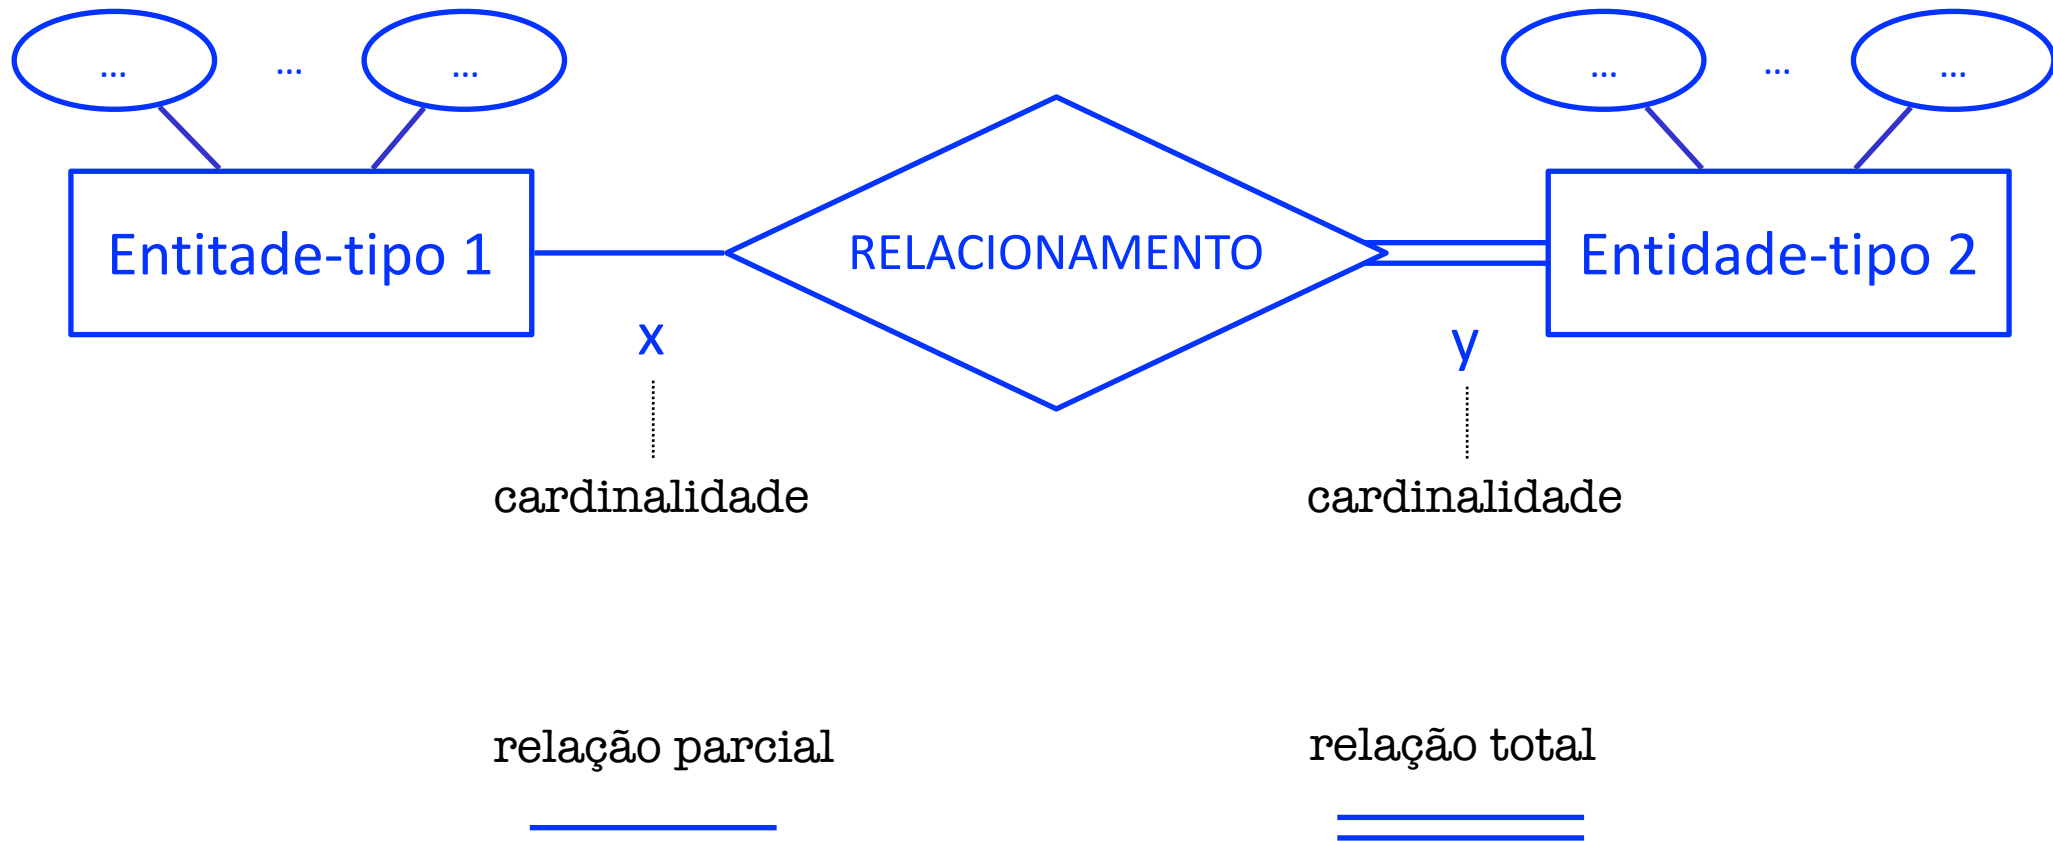 ... ... ... ... ... ...
Entitade-tipo 1 RELACIONAMENTO Entidade-tipo 2
x y
cardinalidade cardinalidade
relação parcial relação total